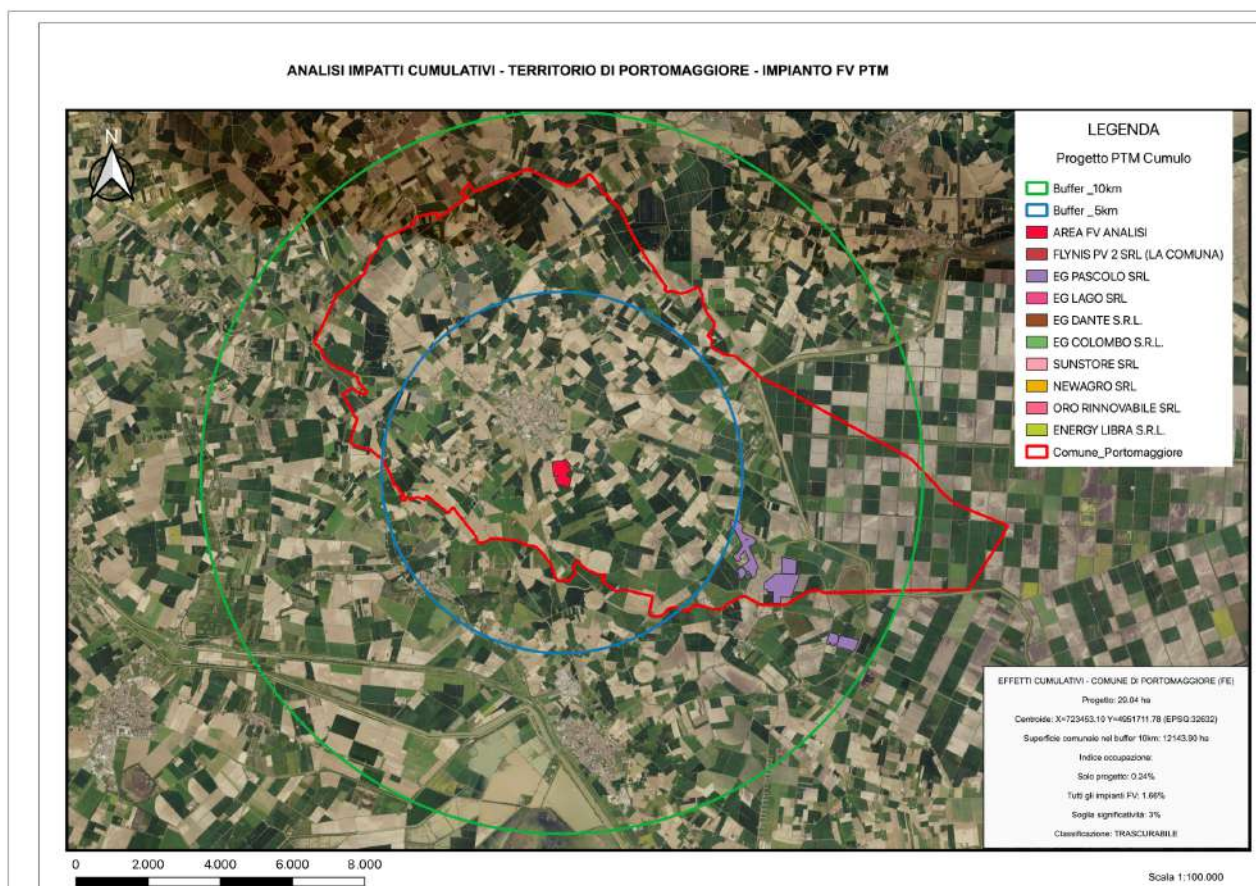 ANALISI IMPATTI CUMULATIVI - TERRITORIO DI PORTOMAGGIORE - IMPIANTO FV PTM
N
LEGENDA
Progetto PTM Cumulo
Buffer _10km
Buffer _5km
AREA FV ANALISI
FLYNIS PV 2 SRL (LA COMUNA)
EG PASCOLO SRL
EG LAGO SRL
EG DANTE S.R.L.
EG COLOMBO S.R.L.
SUNSTORE SRL
NEWAGRO SRL
ORO RINNOVABILE SRL
ENERGY LIBRA S.R.L.
Comune_Portomaggiore
EFFETTI CUMULATIVI - COMUNE DI PORTOMAGGIORE (FE)
Progetto: 29.04 ha
Centroide: X=723453.10 Y=4951711.78 (EPSG:32632)
Superficie comunale nel buffer 10km: 12143.90 ha
Indice occupazione:
Solo progetto: 0.24%
Tutti gli impianti FV: 1.66%
Soglia significatività: 3%
Classificazione: TRASCURABILE
0 2.000 4.000 6.000 8.000
Scala 1:100.000